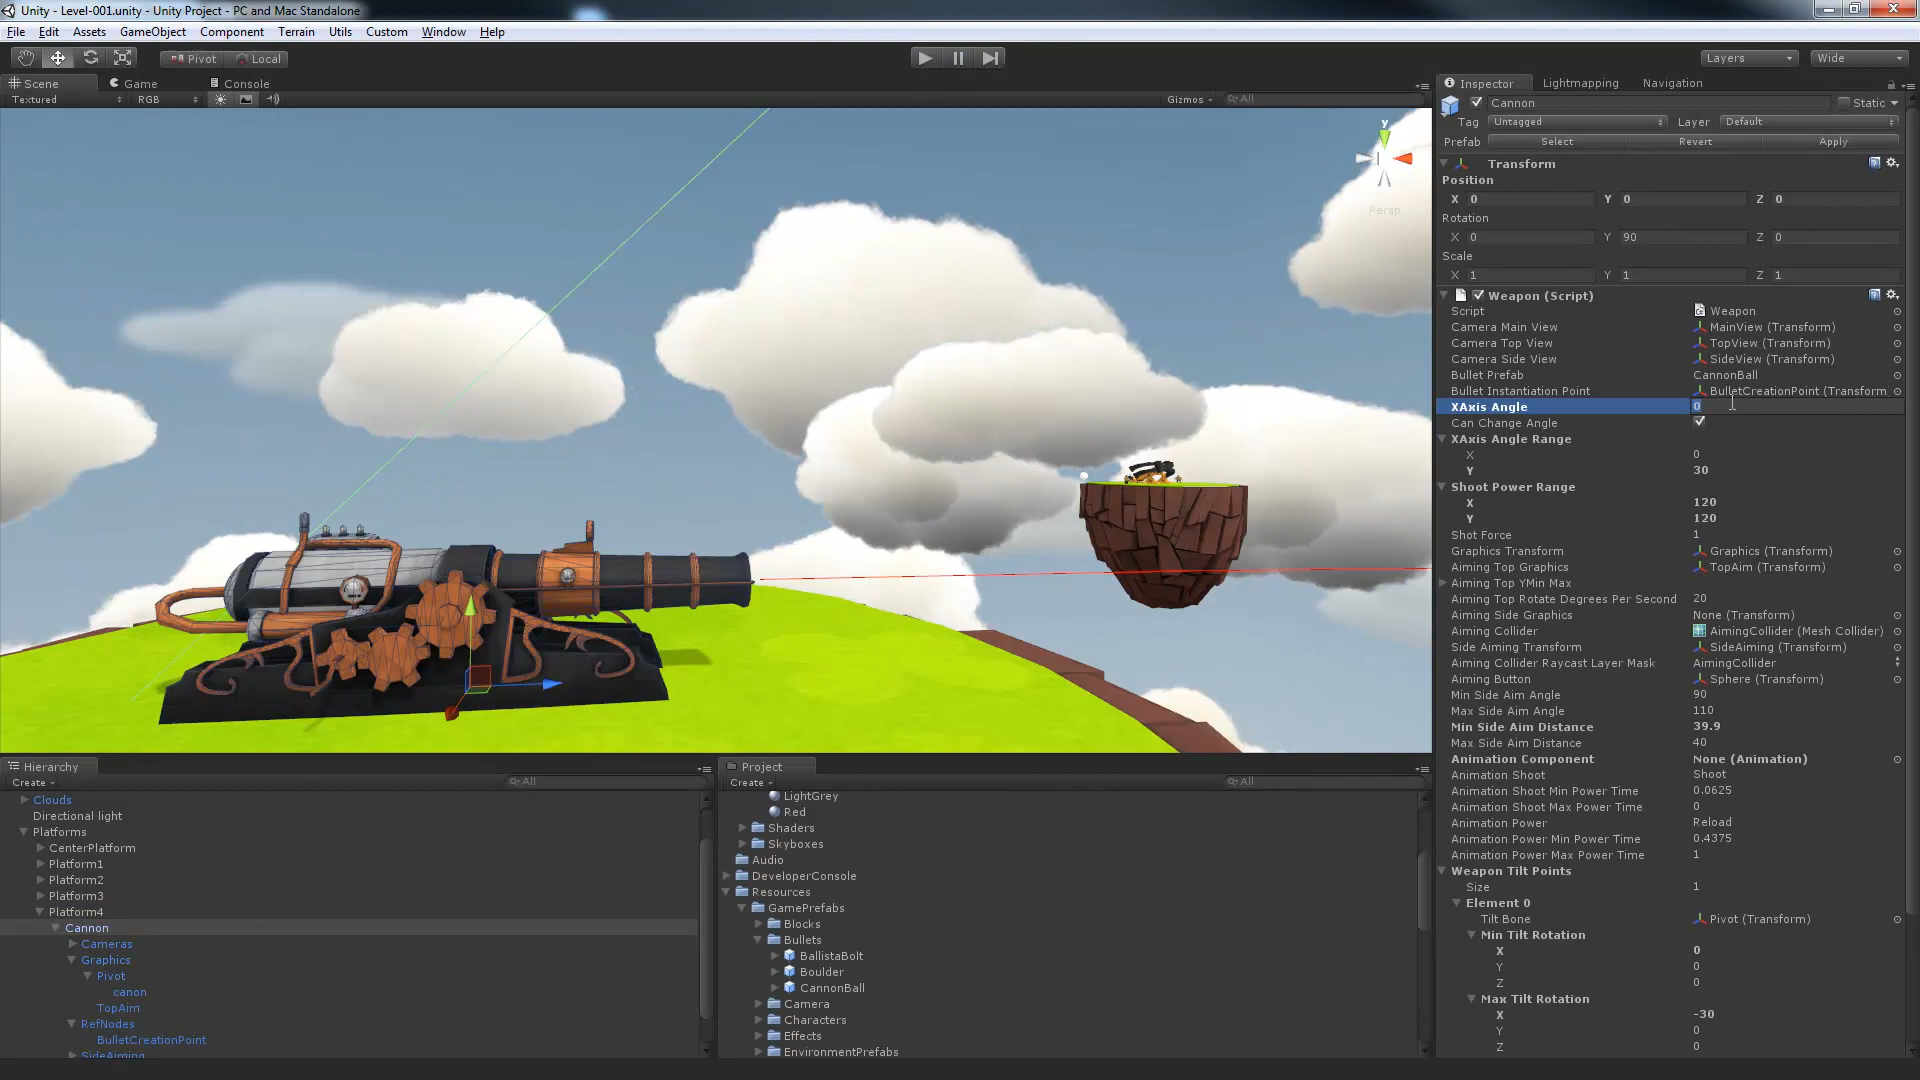 Unity - Level-001.unity - Unity Project - PC and Mac Standalone
File Edit Assets GameObject Component Terrain Utils Custom Window Help
Pivot Local Layers Wide
Scene Game Console
Textured RGB Gizmos All
y
Persp
Inspector Lightmapping Navigation
Cannon Static
Tag Untagged Layer Default
Prefab Select Revert Apply
Transform
Position
X 0 Y 0 Z 0
Rotation
X 0 Y 90 Z 0
Scale
X 1 Y 1 Z 1
Weapon (Script)
Script Weapon
Camera Main View MainView (Transform)
Camera Top View TopView (Transform)
Camera Side View SideView (Transform)
Bullet Prefab CannonBall
Bullet Instantiation Point BulletCreationPoint (Transform
XAxis Angle 0
Can Change Angle
XAxis Angle Range
X 0
Y 30
Shoot Power Range
X 120
Y 120
Shot Force 1
Graphics Transform Graphics (Transform)
Aiming Top Graphics TopAim (Transform)
Aiming Top YMin Max
Aiming Top Rotate Degrees Per Second 20
Aiming Side Graphics None (Transform)
Aiming Collider AimingCollider (Mesh Collider)
Side Aiming Transform SideAiming (Transform)
Aiming Collider Raycast Layer Mask AimingCollider
Aiming Button Sphere (Transform)
Min Side Aim Angle 90
Max Side Aim Angle 110
Min Side Aim Distance 39.9
Max Side Aim Distance 40
Animation Component None (Animation)
Animation Shoot Shoot
Animation Shoot Min Power Time 0.0625
Animation Shoot Max Power Time 0
Animation Power Reload
Animation Power Min Power Time 0.4375
Animation Power Max Power Time 1
Weapon Tilt Points
Size 1
Element 0
Tilt Bone Pivot (Transform)
Min Tilt Rotation
X 0
Y 0
Z 0
Max Tilt Rotation
X -30
Y 0
Z 0
Hierarchy
Create All
Clouds
Directional light
Platforms
CenterPlatform
Platform1
Platform2
Platform3
Platform4
Cannon
Cameras
Graphics
Pivot
canon
TopAim
RefNodes
BulletCreationPoint
SideAiming
Project
Create All
LightGrey
Red
Shaders
Skyboxes
Audio
DeveloperConsole
Resources
GamePrefabs
Blocks
Bullets
BallistaBolt
Boulder
CannonBall
Camera
Characters
Effects
EnvironmentPrefabs